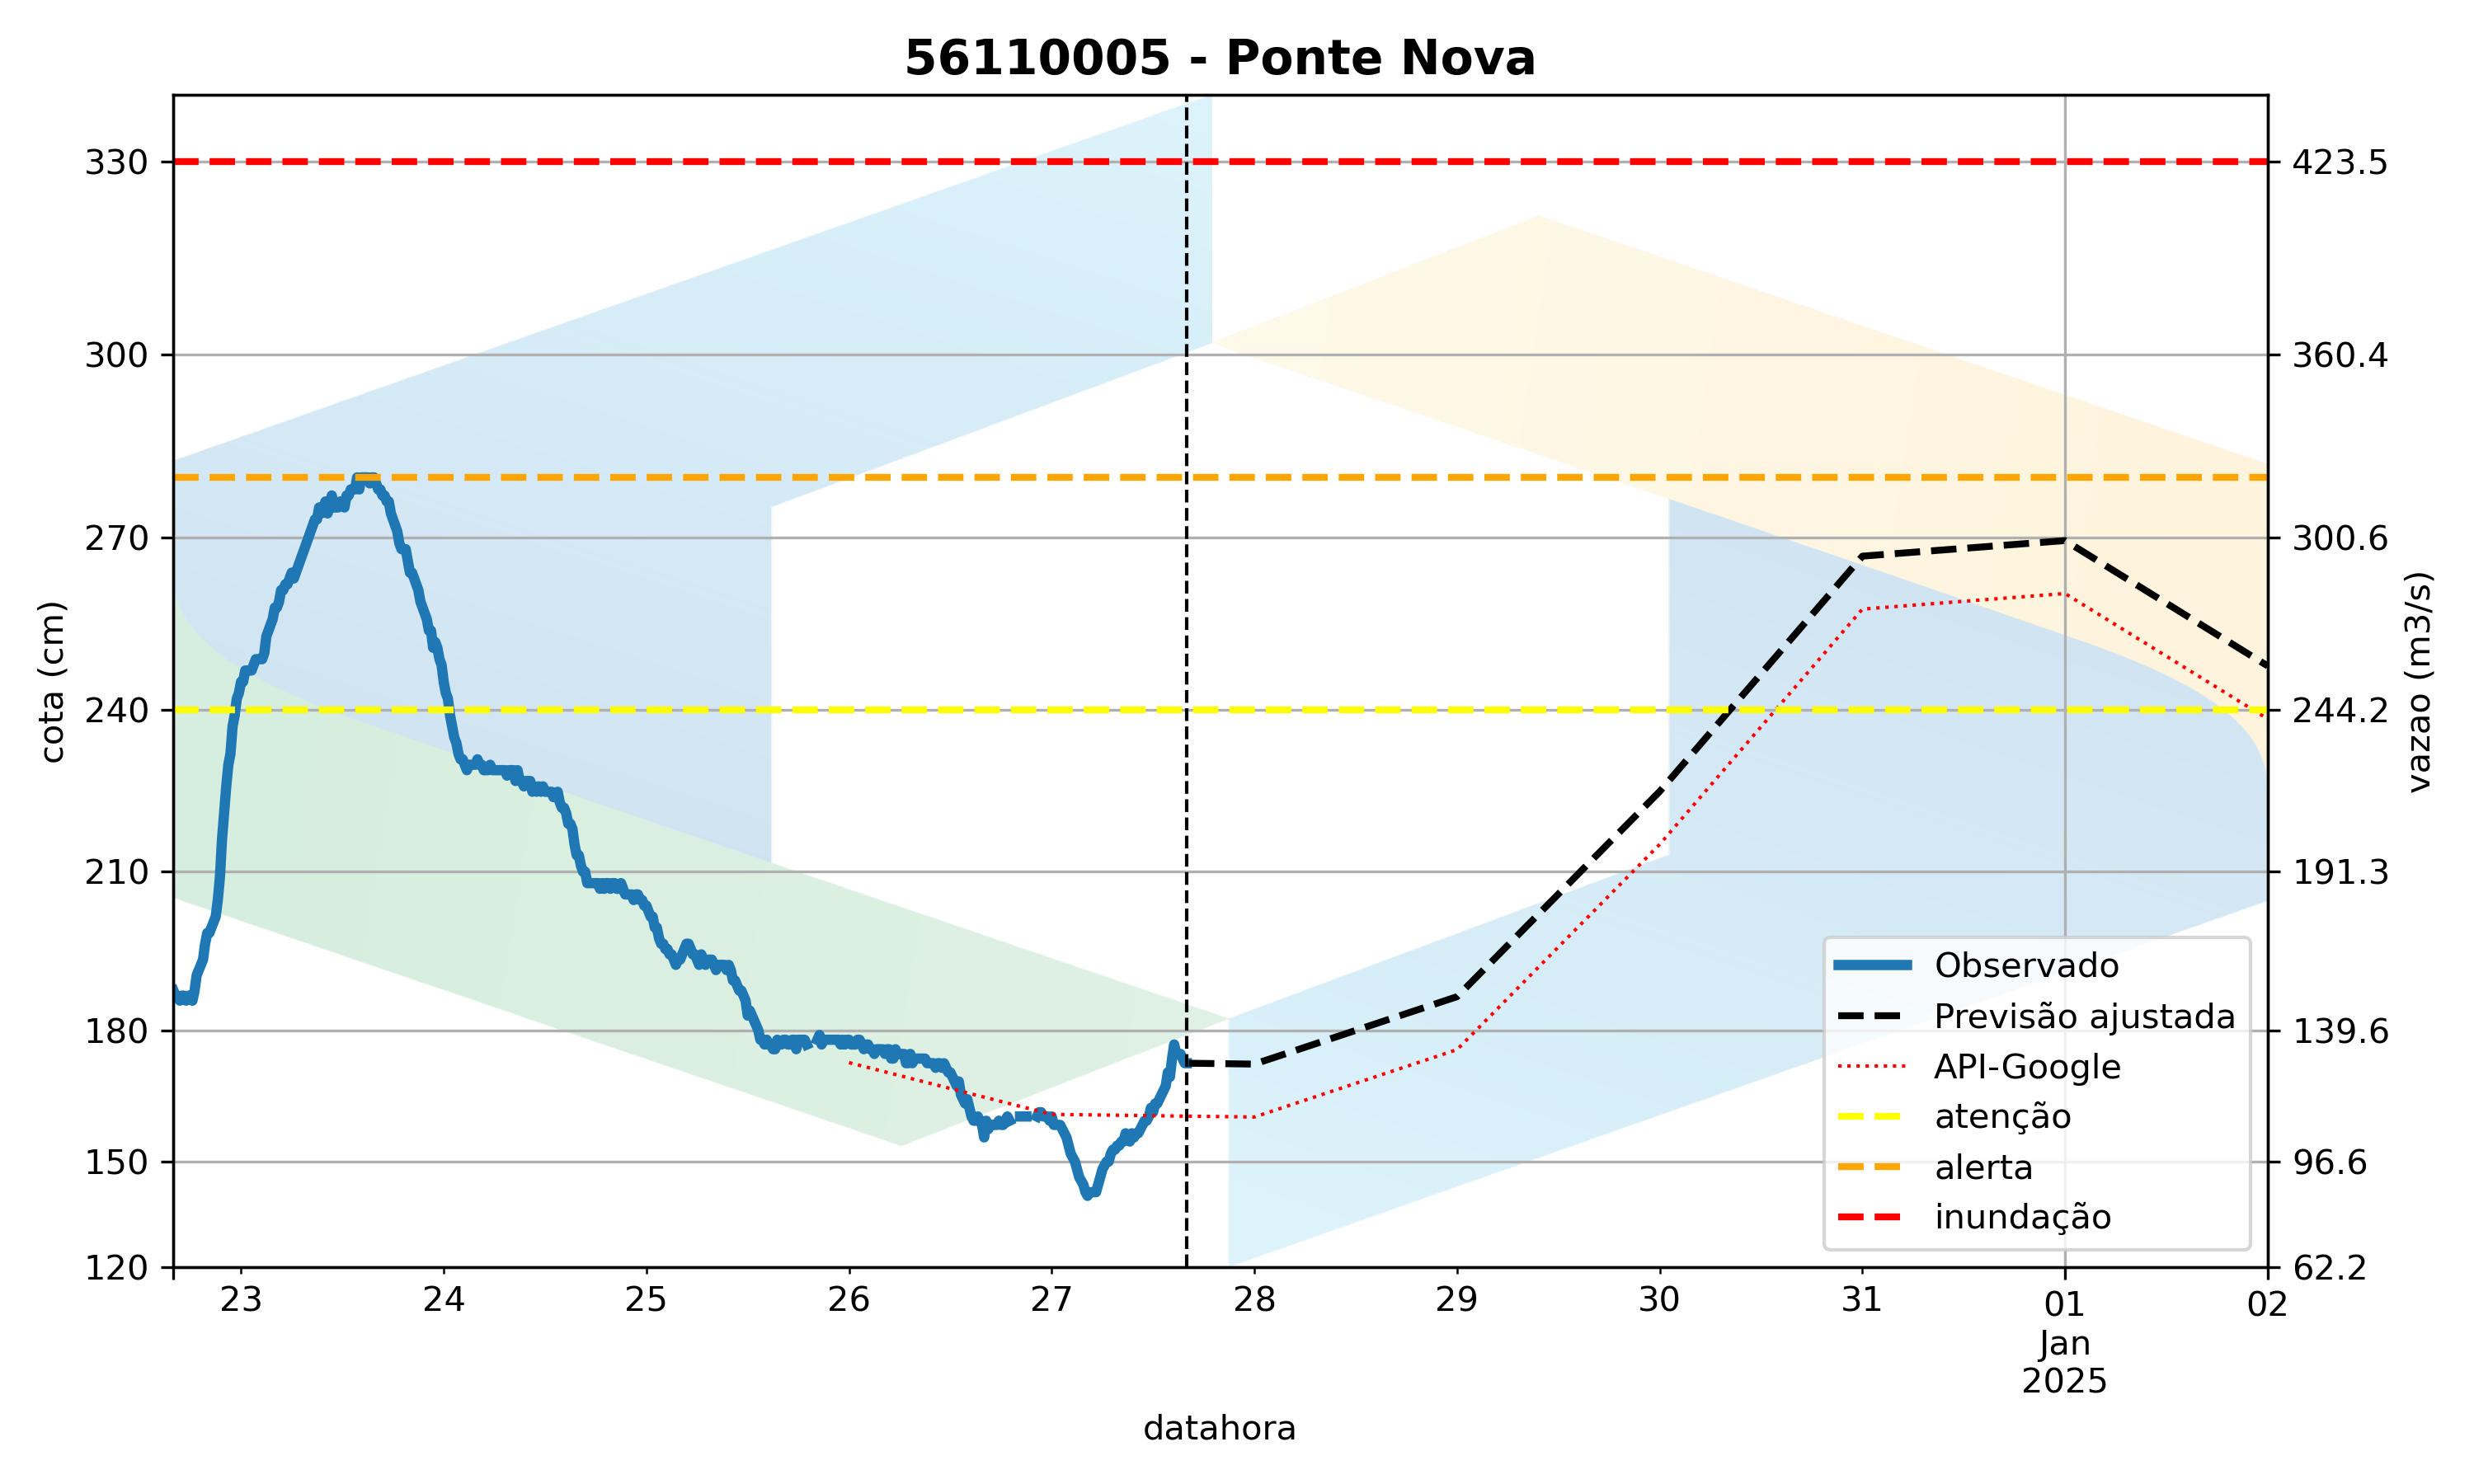 56110005 - Ponte Nova
330
300
270
240
210
180
150
120
cota (cm)
423.5
360.4
300.6
244.2
191.3
139.6
96.6
62.2
vazao (m3/s)
Observado
Previsão ajustada
API-Google
atenção
alerta
inundação
23 24 25 26 27 28 29 30 31 01 02
Jan
2025
datahora